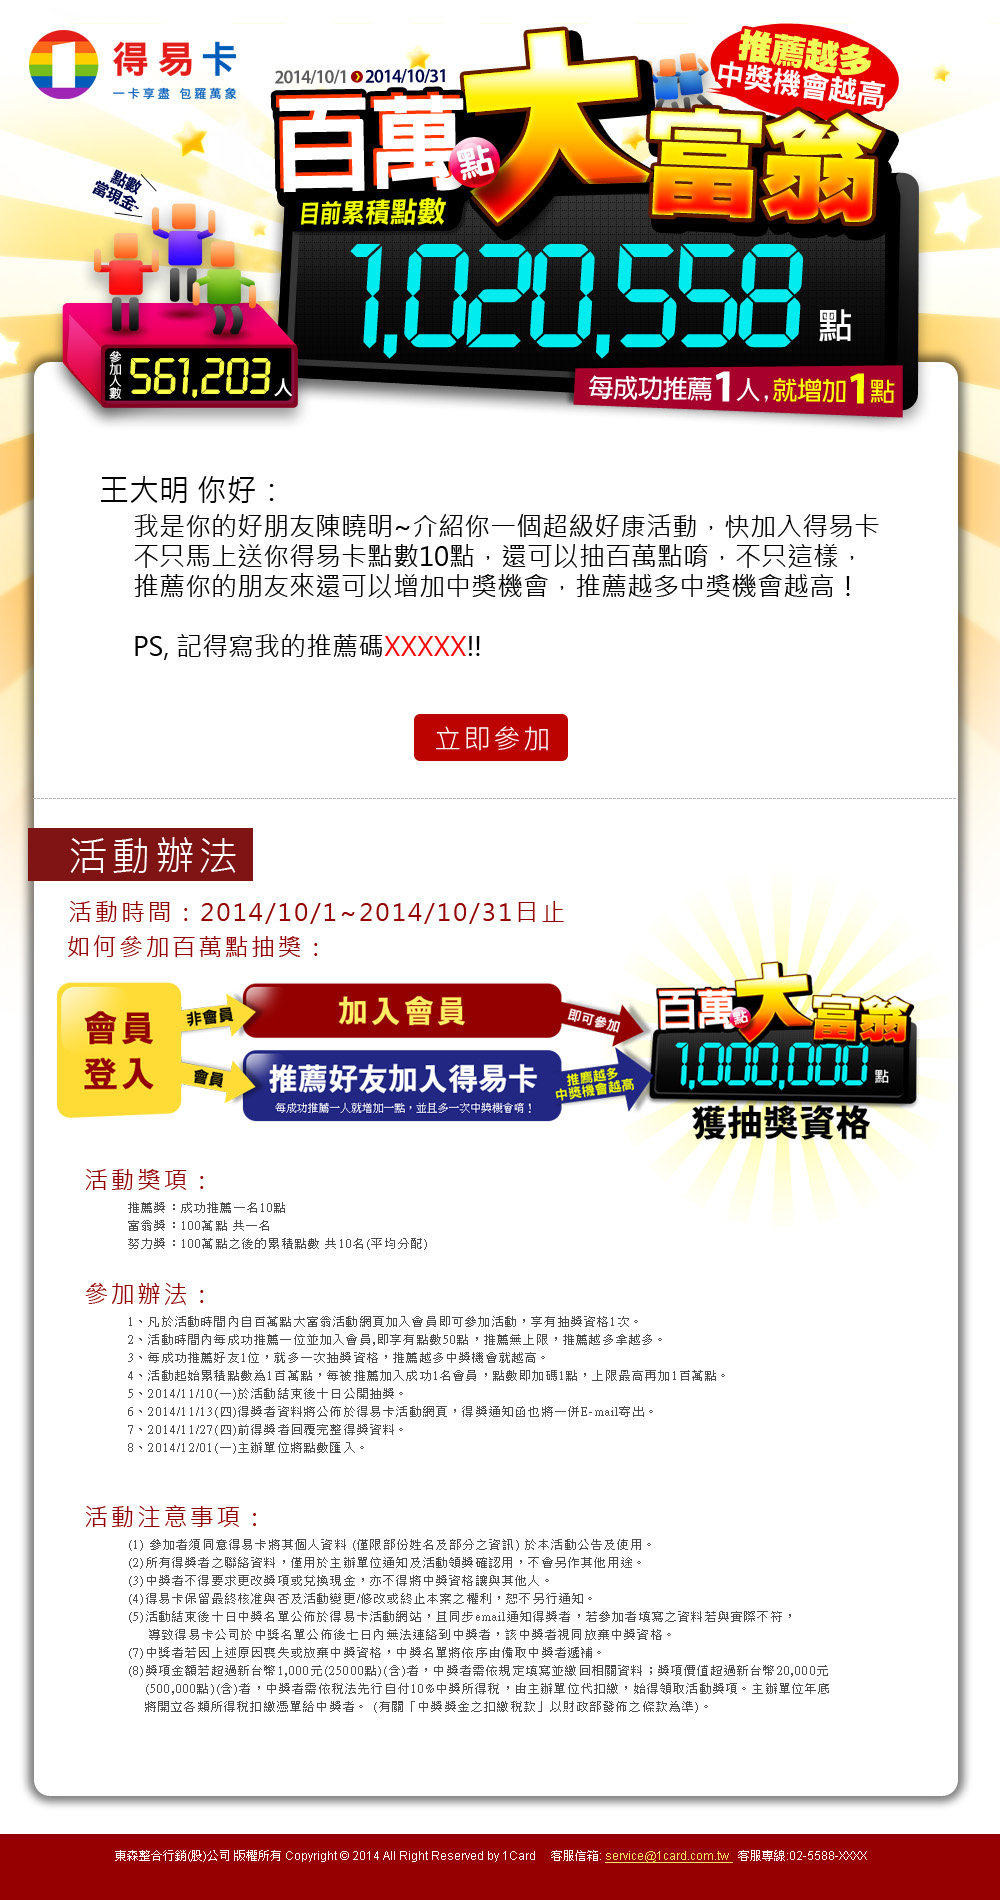 得易卡
一卡享盡 包羅萬象
2014/10/1 2014/10/31
推薦越多
中獎機會越高
百萬點大富翁
點數
當現金~
目前累積點數
1,020,558 點
參加人數 561,203 人
每成功推薦1人,就增加1點
王大明 你好：
我是你的好朋友陳曉明~介紹你一個超級好康活動，快加入得易卡
不只馬上送你得易卡點數10點，還可以抽百萬點唷，不只這樣，
推薦你的朋友來還可以增加中獎機會，推薦越多中獎機會越高！
PS, 記得寫我的推薦碼XXXXX!!
立即參加
活動辦法
活動時間：2014/10/1~2014/10/31日止
如何參加百萬點抽獎：
會員
登入
非會員
加入會員
即可參加
會員
推薦好友加入得易卡
每成功推薦一人就增加一點，並且多一次中獎機會唷！
推薦越多
中獎機會越高
百萬點大富翁
1,000,000 點
獲抽獎資格
活動獎項：
推薦獎：成功推薦一名10點
富翁獎：100萬點 共一名
努力獎：100萬點之後的累積點數 共10名(平均分配)
參加辦法：
1、凡於活動時間內自百萬點大富翁活動網頁加入會員即可參加活動，享有抽獎資格1次。
2、活動時間內每成功推薦一位並加入會員,即享有點數50點，推薦無上限，推薦越多拿越多。
3、每成功推薦好友1位，就多一次抽獎資格，推薦越多中獎機會就越高。
4、活動起始累積點數為1百萬點，每被推薦加入成功1名會員，點數即加碼1點，上限最高再加1百萬點。
5、2014/11/10(一)於活動結束後十日公開抽獎。
6、2014/11/13(四)得獎者資料將公佈於得易卡活動網頁，得獎通知函也將一併E-mail寄出。
7、2014/11/27(四)前得獎者回覆完整得獎資料。
8、2014/12/01(一)主辦單位將點數匯入。
活動注意事項：
(1) 參加者須同意得易卡將其個人資料 (僅限部份姓名及部分之資訊) 於本活動公告及使用。
(2)所有得獎者之聯絡資料，僅用於主辦單位通知及活動領獎確認用，不會另作其他用途。
(3)中獎者不得要求更改獎項或兌換現金，亦不得將中獎資格讓與其他人。
(4)得易卡保留最終核准與否及活動變更/修改或終止本案之權利，恕不另行通知。
(5)活動結束後十日中獎名單公佈於得易卡活動網站，且同步email通知得獎者，若參加者填寫之資料若與實際不符，
導致得易卡公司於中獎名單公佈後七日內無法連絡到中獎者，該中獎者視同放棄中獎資格。
(7)中獎者若因上述原因喪失或放棄中獎資格，中獎名單將依序由備取中獎者遞補。
(8)獎項金額若超過新台幣1,000元(25000點)(含)者，中獎者需依規定填寫並繳回相關資料；獎項價值超過新台幣20,000元
(500,000點)(含)者，中獎者需依稅法先行自付10%中獎所得稅，由主辦單位代扣繳，始得領取活動獎項。主辦單位年底
將開立各類所得稅扣繳憑單給中獎者。 (有關「中獎獎金之扣繳稅款」以財政部發佈之條款為準)。
東森整合行銷(股)公司 版權所有 Copyright © 2014 All Right Reserved by 1Card 客服信箱: service@1card.com.tw 客服專線:02-5588-XXXX